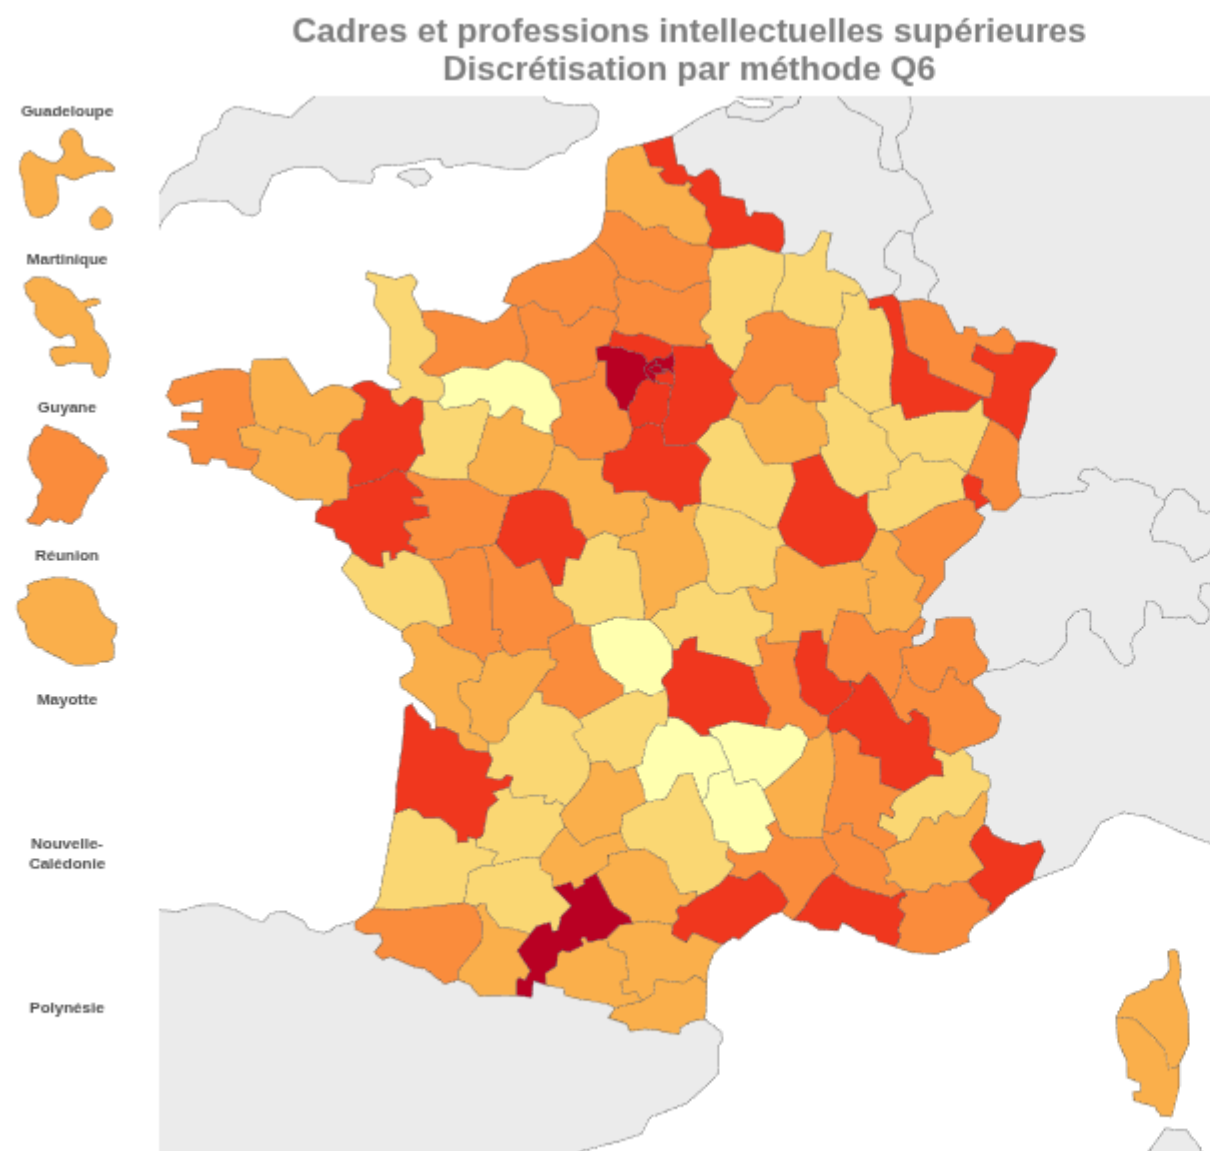 Cadres et professions intellectuelles supérieures
Discrétisation par méthode Q6
Guadeloupe
Martinique
Guyane
Réunion
Mayotte
Nouvelle-
Calédonie
Polynésie